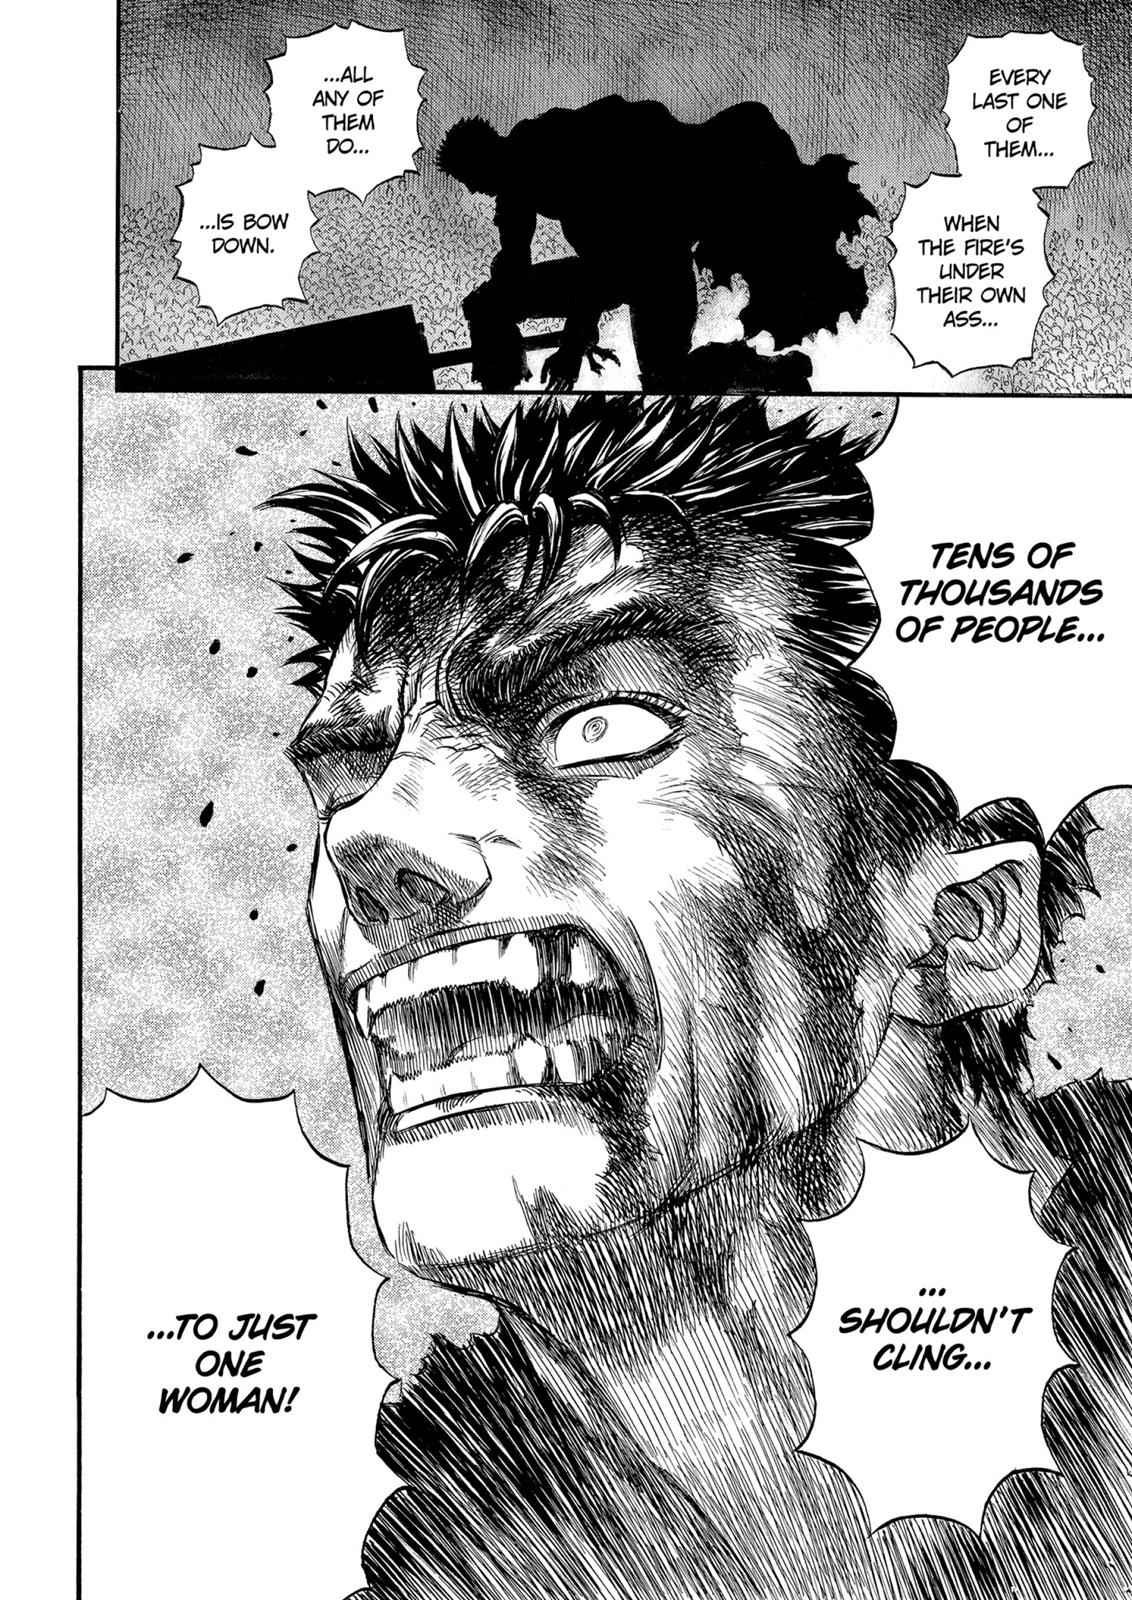 EVERY
LAST ONE
OF
THEM...
WHEN
THE FIRE'S
UNDER
THEIR OWN
ASS...
...ALL
ANY OF
THEM
DO...
...IS BOW
DOWN.
TENS OF
THOUSANDS
OF PEOPLE...
...
SHOULDN'T
CLING...
...TO JUST
ONE
WOMAN!